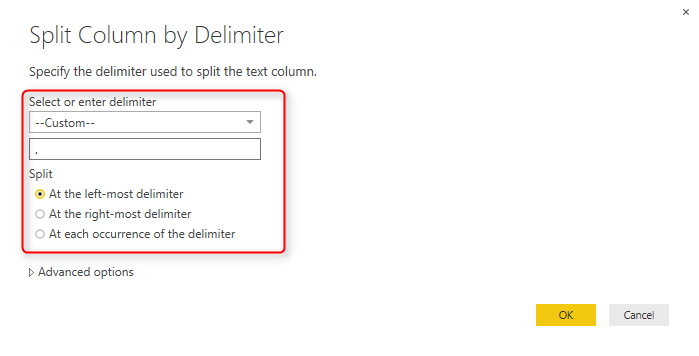 ×
Split Column by Delimiter
Specify the delimiter used to split the text column.
Select or enter delimiter
--Custom--
.
Split
At the left-most delimiter
At the right-most delimiter
At each occurrence of the delimiter
Advanced options
OK Cancel